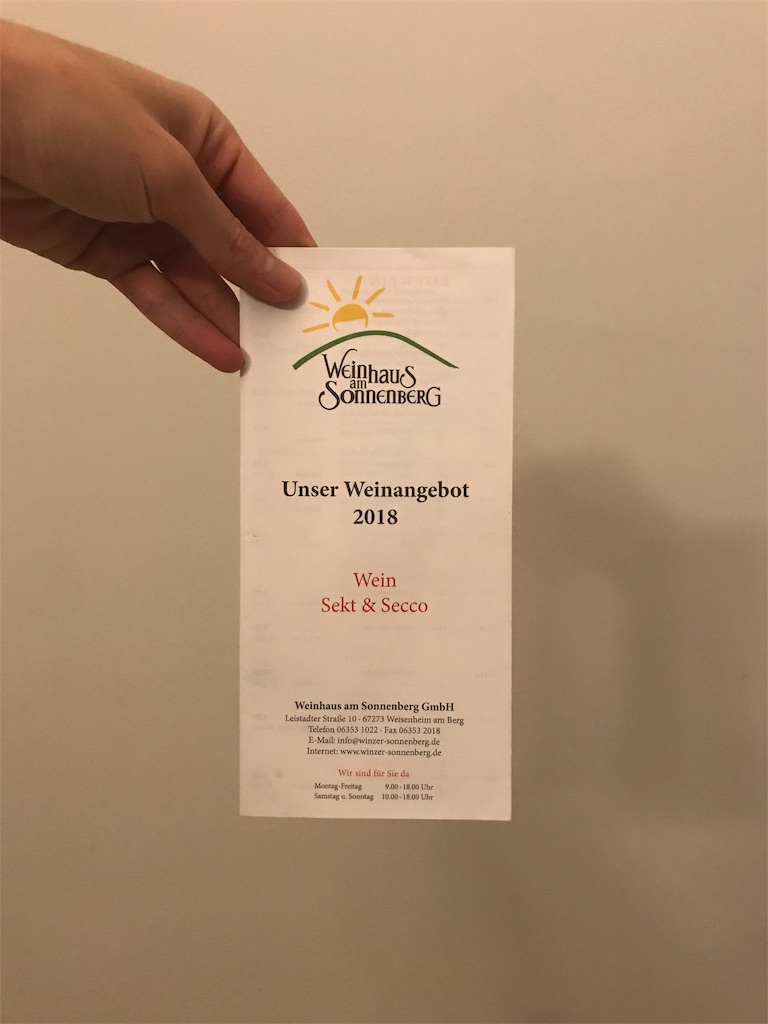 Weinhaus
am
Sonnenberg
Unser Weinangebot
2018
Wein
Sekt & Secco
Weinhaus am Sonnenberg GmbH
Leistadter Straße 10 · 67273 Weisenheim am Berg
Telefon 06353 1022 · Fax 06353 2018
E-Mail: info@winzer-sonnenberg.de
Internet: www.winzer-sonnenberg.de
Wir sind für Sie da
Montag-Freitag 9.00 - 18.00 Uhr
Samstag u. Sonntag 10.00 - 18.00 Uhr